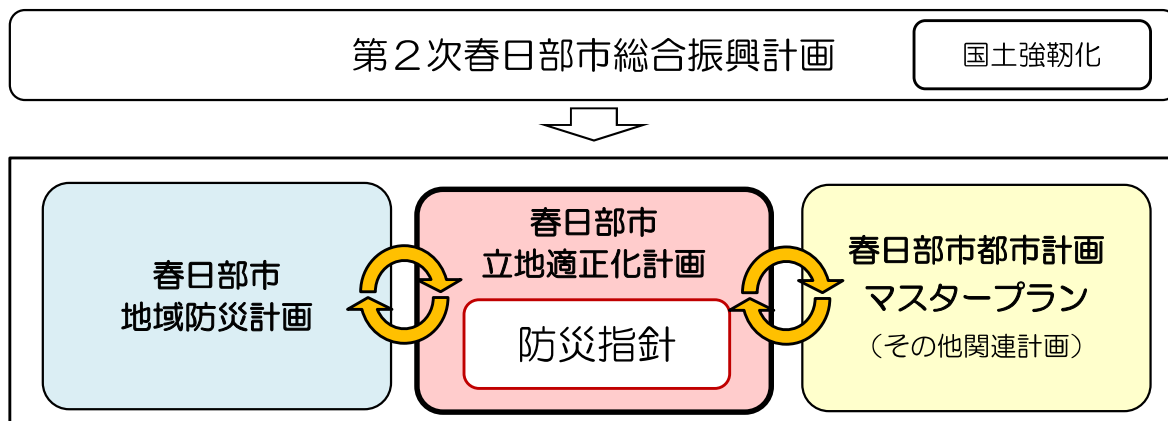 第２次春日部市総合振興計画
国土強靭化
春日部市
地域防災計画
春日部市
立地適正化計画
防災指針
春日部市都市計画
マスタープラン
（その他関連計画）